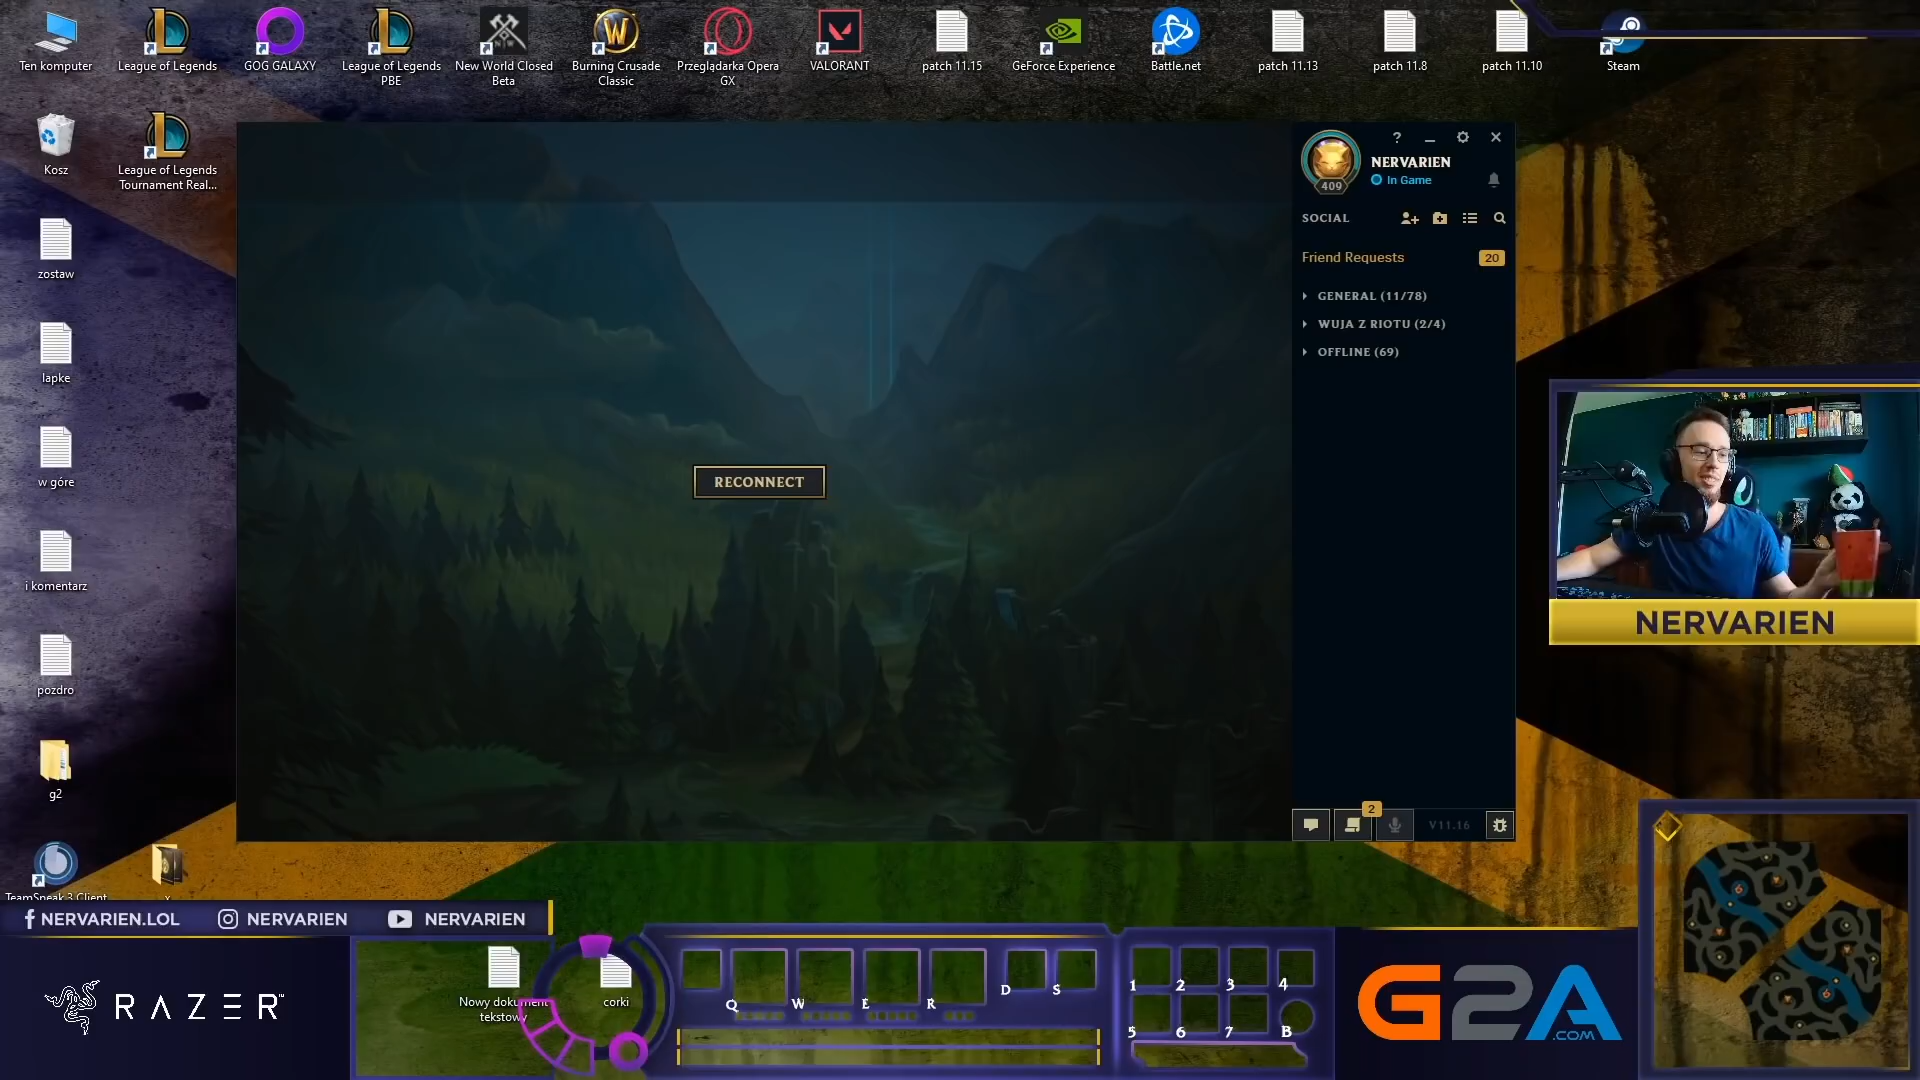 Ten komputer
League of Legends
GOG GALAXY
League of Legends
PBE
New World Closed
Beta
Burning Crusade
Classic
Przeglądarka Opera
GX
VALORANT
patch 11.15
GeForce Experience
Battle.net
patch 11.13
patch 11.8
patch 11.10
Steam
Kosz
League of Legends
Tournament Real...
zostaw
lapke
w góre
i komentarz
pozdro
g2
TeamSpeak 3 Client
x
?
NERVARIEN
409
In Game
SOCIAL
Friend Requests
20
GENERAL (11/78)
WUJA Z RIOTU (2/4)
OFFLINE (69)
RECONNECT
2
V11.16
NERVARIEN
NERVARIEN.LOL
NERVARIEN
NERVARIEN
RAZER
Nowy dokument
tekstowy
corki
Q
W
E
R
D
S
1
2
3
4
5
6
7
B
G2A
.COM